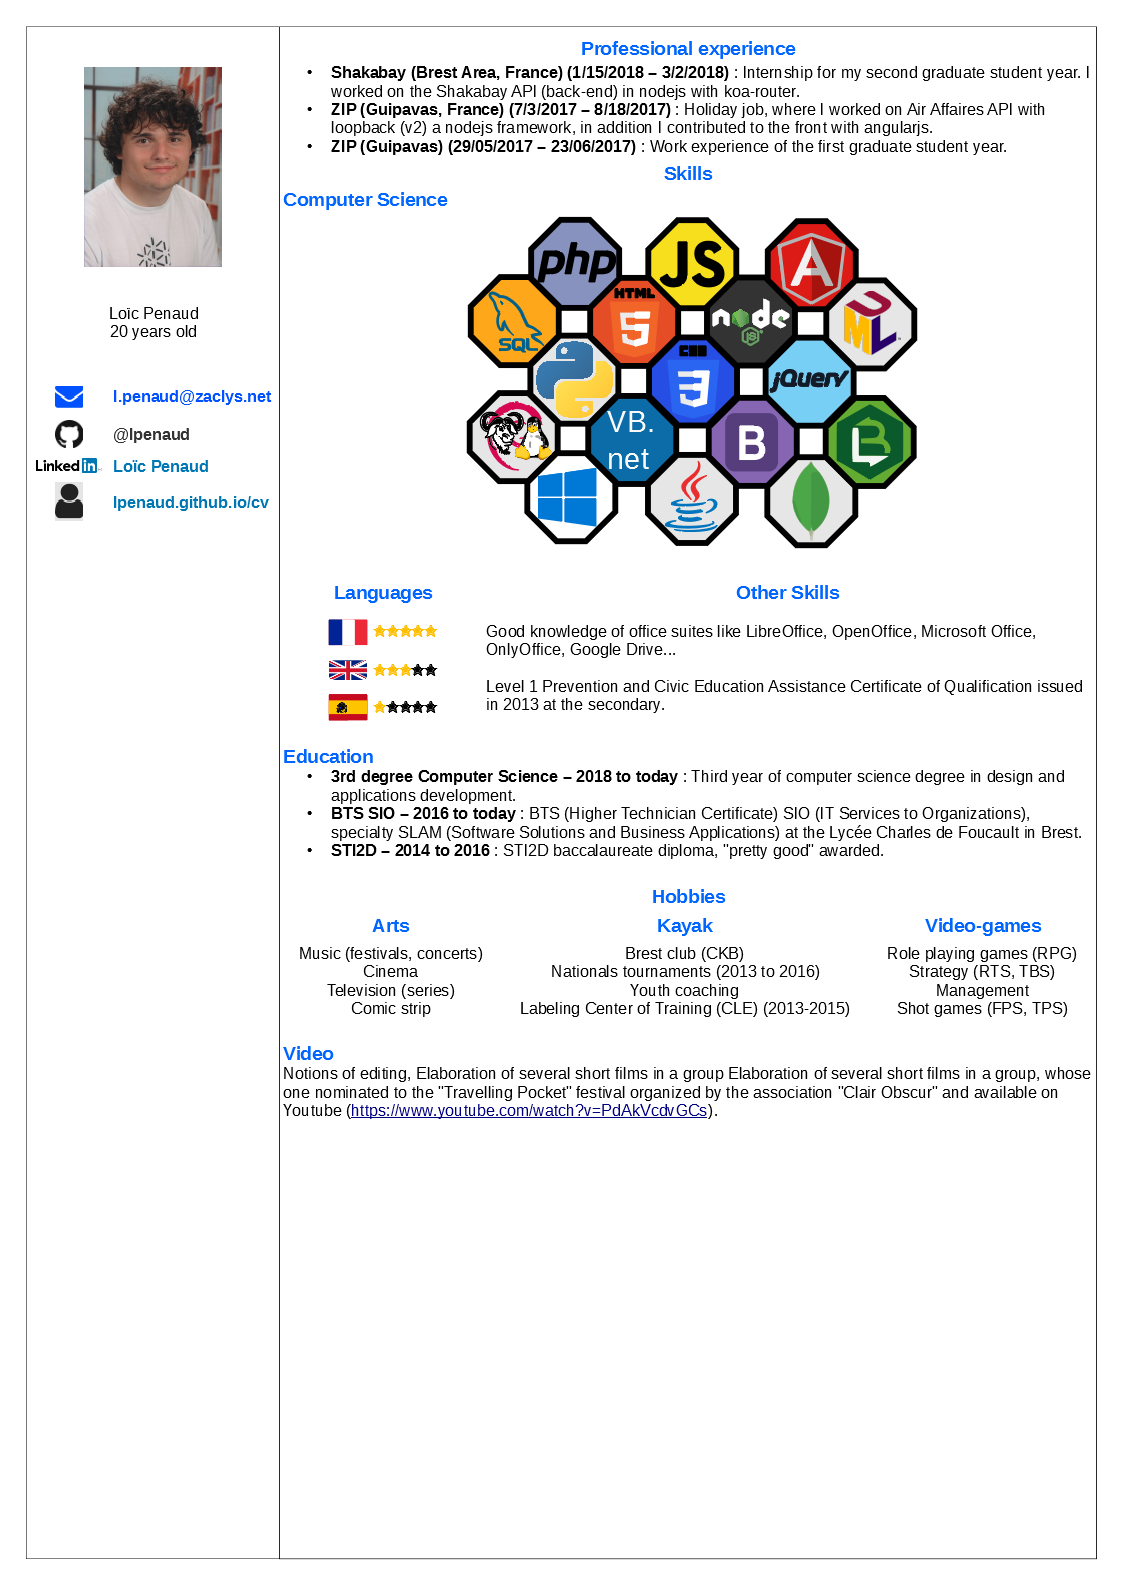 Loïc Penaud
20 years old
l.penaud@zaclys.net
@lpenaud
Linked in
Loïc Penaud
lpenaud.github.io/cv
Professional experience
• Shakabay (Brest Area, France) (1/15/2018 – 3/2/2018) : Internship for my second graduate student year. I
worked on the Shakabay API (back-end) in nodejs with koa-router.
• ZIP (Guipavas, France) (7/3/2017 – 8/18/2017) : Holiday job, where I worked on Air Affaires API with
loopback (v2) a nodejs framework, in addition I contributed to the front with angularjs.
• ZIP (Guipavas) (29/05/2017 – 23/06/2017) : Work experience of the first graduate student year.
Skills
Computer Science
php
JS
A
SQL
HTML
5
node
JS
UML
CSS
3
jQuery
VB.
net
B
L B
Languages
Other Skills
Good knowledge of office suites like LibreOffice, OpenOffice, Microsoft Office,
OnlyOffice, Google Drive...
Level 1 Prevention and Civic Education Assistance Certificate of Qualification issued
in 2013 at the secondary.
Education
• 3rd degree Computer Science – 2018 to today : Third year of computer science degree in design and
applications development.
• BTS SIO – 2016 to today : BTS (Higher Technician Certificate) SIO (IT Services to Organizations),
specialty SLAM (Software Solutions and Business Applications) at the Lycée Charles de Foucault in Brest.
• STI2D – 2014 to 2016 : STI2D baccalaureate diploma, "pretty good" awarded.
Hobbies
Arts
Music (festivals, concerts)
Cinema
Television (series)
Comic strip
Kayak
Brest club (CKB)
Nationals tournaments (2013 to 2016)
Youth coaching
Labeling Center of Training (CLE) (2013-2015)
Video-games
Role playing games (RPG)
Strategy (RTS, TBS)
Management
Shot games (FPS, TPS)
Video
Notions of editing, Elaboration of several short films in a group Elaboration of several short films in a group, whose
one nominated to the "Travelling Pocket" festival organized by the association "Clair Obscur" and available on
Youtube (https://www.youtube.com/watch?v=PdAkVcdvGCs).